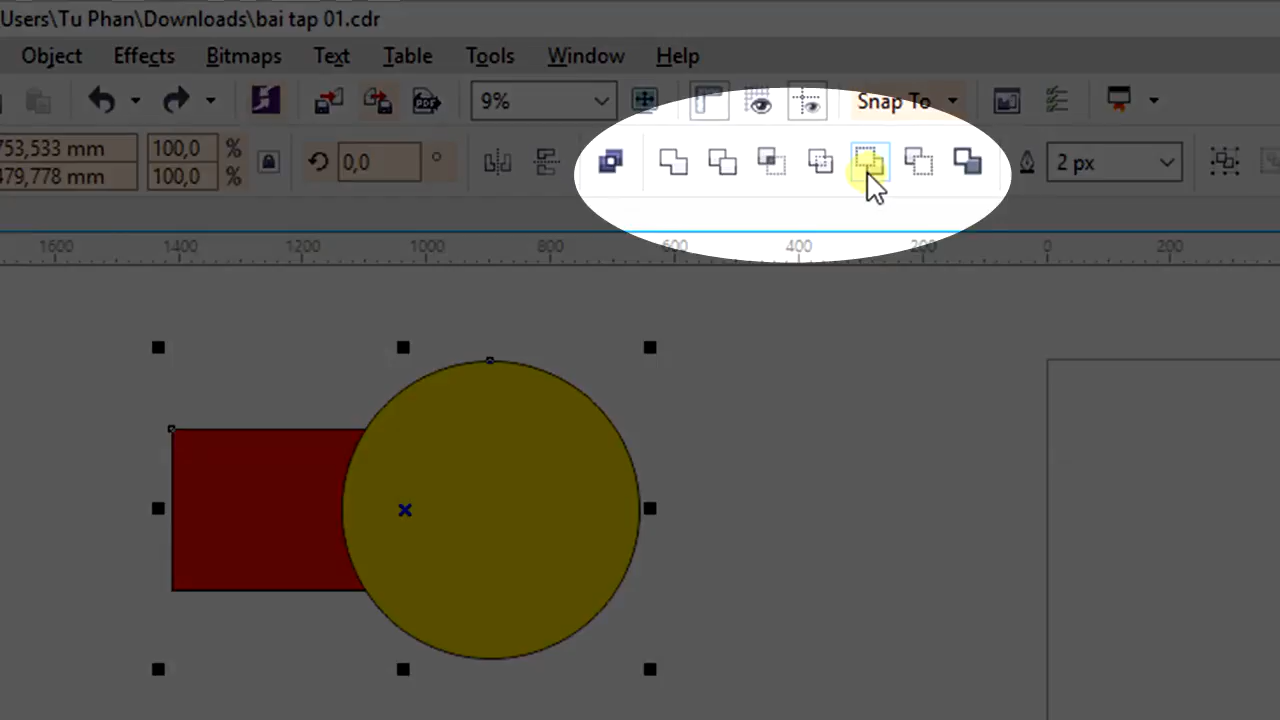 Users\Tu Phan\Downloads\bai tap 01.cdr
Object Effects Bitmaps Text Table Tools Window Help
PDF 9% Snap To
753,533 mm 100,0 % 0,0 ° 2 px
479,778 mm 100,0 %
1600 1400 1200 1000 800 600 400 200 0 200